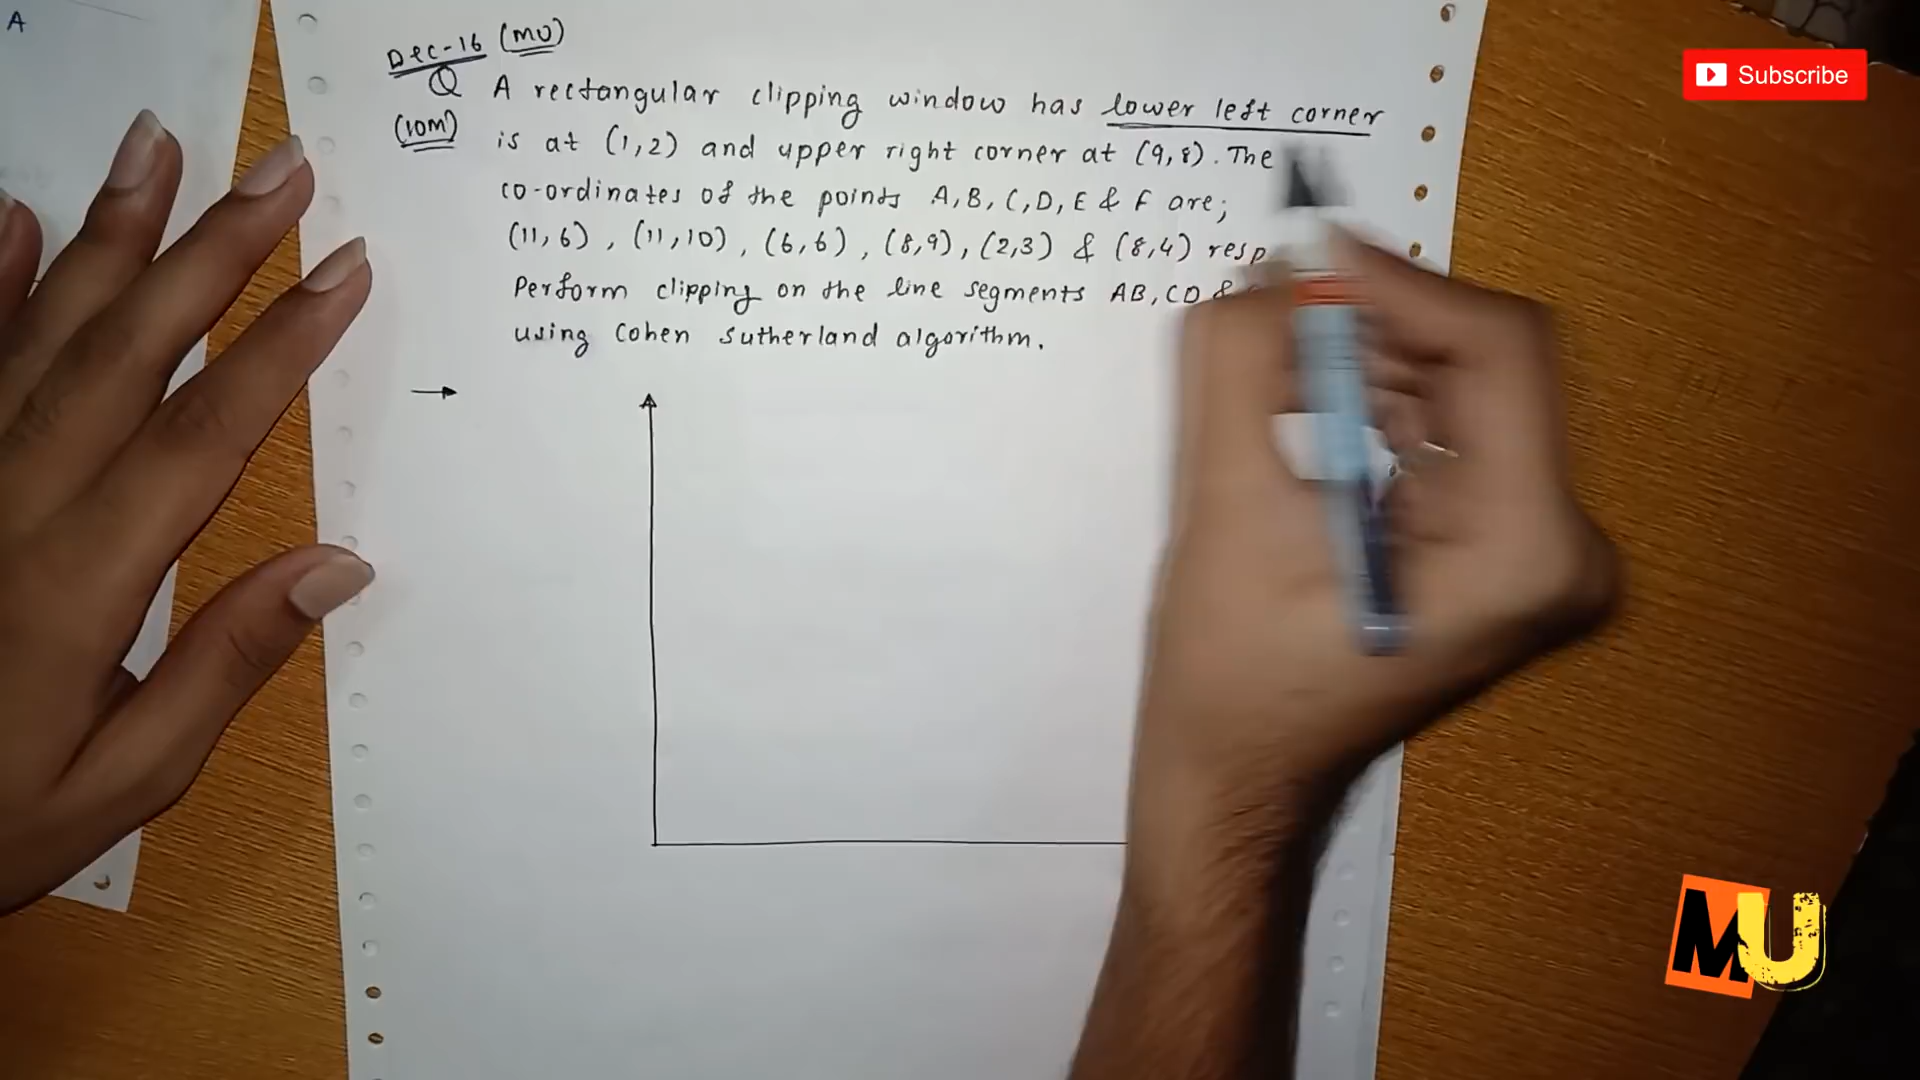 A
Dec-16 (MU)
Q A rectangular clipping window has lower left corner
(10M) is at (1,2) and upper right corner at (9,8). The
co-ordinates of the points A, B, C, D, E & F are;
(11,6), (11,10), (6,6), (8,9), (2,3) & (8,4) resp
Perform clipping on the line segments AB, CD &
using Cohen Sutherland algorithm.
Subscribe
MU